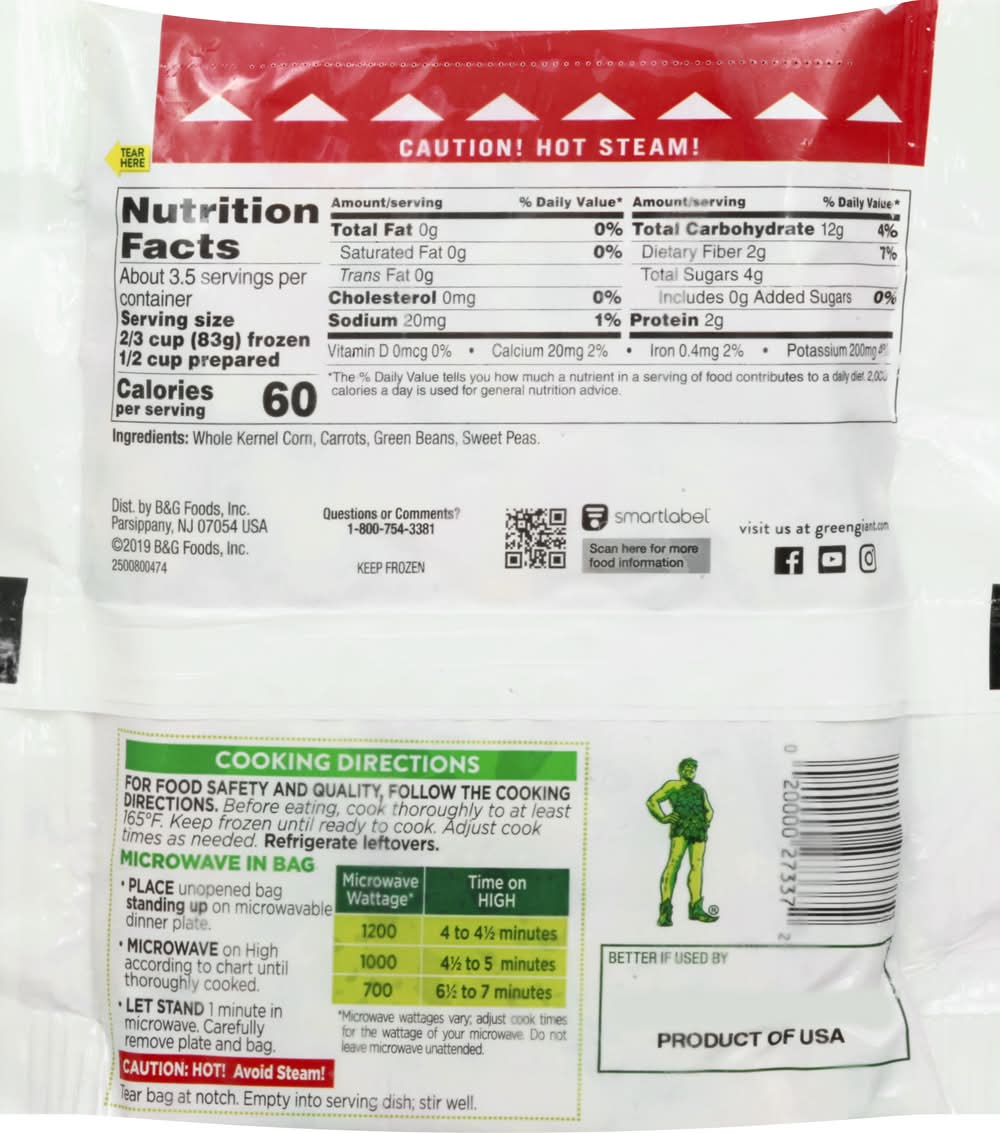 CAUTION! HOT STEAM!
TEAR
HERE
Nutrition
Facts
About 3.5 servings per
container
Serving size
2/3 cup (83g) frozen
1/2 cup prepared
Calories
per serving
60
Amount/serving % Daily Value*
Total Fat 0g 0%
Saturated Fat 0g 0%
Trans Fat 0g
Cholesterol 0mg 0%
Sodium 20mg 1%
Amount/serving % Daily Value*
Total Carbohydrate 12g 4%
Dietary Fiber 2g 7%
Total Sugars 4g
Includes 0g Added Sugars 0%
Protein 2g
Vitamin D 0mcg 0% • Calcium 20mg 2% • Iron 0.4mg 2% • Potassium 200mg 4%
*The % Daily Value tells you how much a nutrient in a serving of food contributes to a daily diet. 2,000
calories a day is used for general nutrition advice.
Ingredients: Whole Kernel Corn, Carrots, Green Beans, Sweet Peas.
Dist. by B&G Foods, Inc.
Parsippany, NJ 07054 USA
©2019 B&G Foods, Inc.
2500800474
Questions or Comments?
1-800-754-3381
KEEP FROZEN
smartlabel
Scan here for more
food information
visit us at greengiant.com
COOKING DIRECTIONS
FOR FOOD SAFETY AND QUALITY, FOLLOW THE COOKING
DIRECTIONS. Before eating, cook thoroughly to at least
165°F. Keep frozen until ready to cook. Adjust cook
times as needed. Refrigerate leftovers.
MICROWAVE IN BAG
• PLACE unopened bag
standing up on microwavable
dinner plate.
• MICROWAVE on High
according to chart until
thoroughly cooked.
• LET STAND 1 minute in
microwave. Carefully
remove plate and bag.
Microwave
Wattage*
Time on
HIGH
1200 4 to 4½ minutes
1000 4½ to 5 minutes
700 6½ to 7 minutes
*Microwave wattages vary; adjust cook times
for the wattage of your microwave. Do not
leave microwave unattended.
CAUTION: HOT! Avoid Steam!
Tear bag at notch. Empty into serving dish; stir well.
®
0 20000 27337 2
BETTER IF USED BY
PRODUCT OF USA